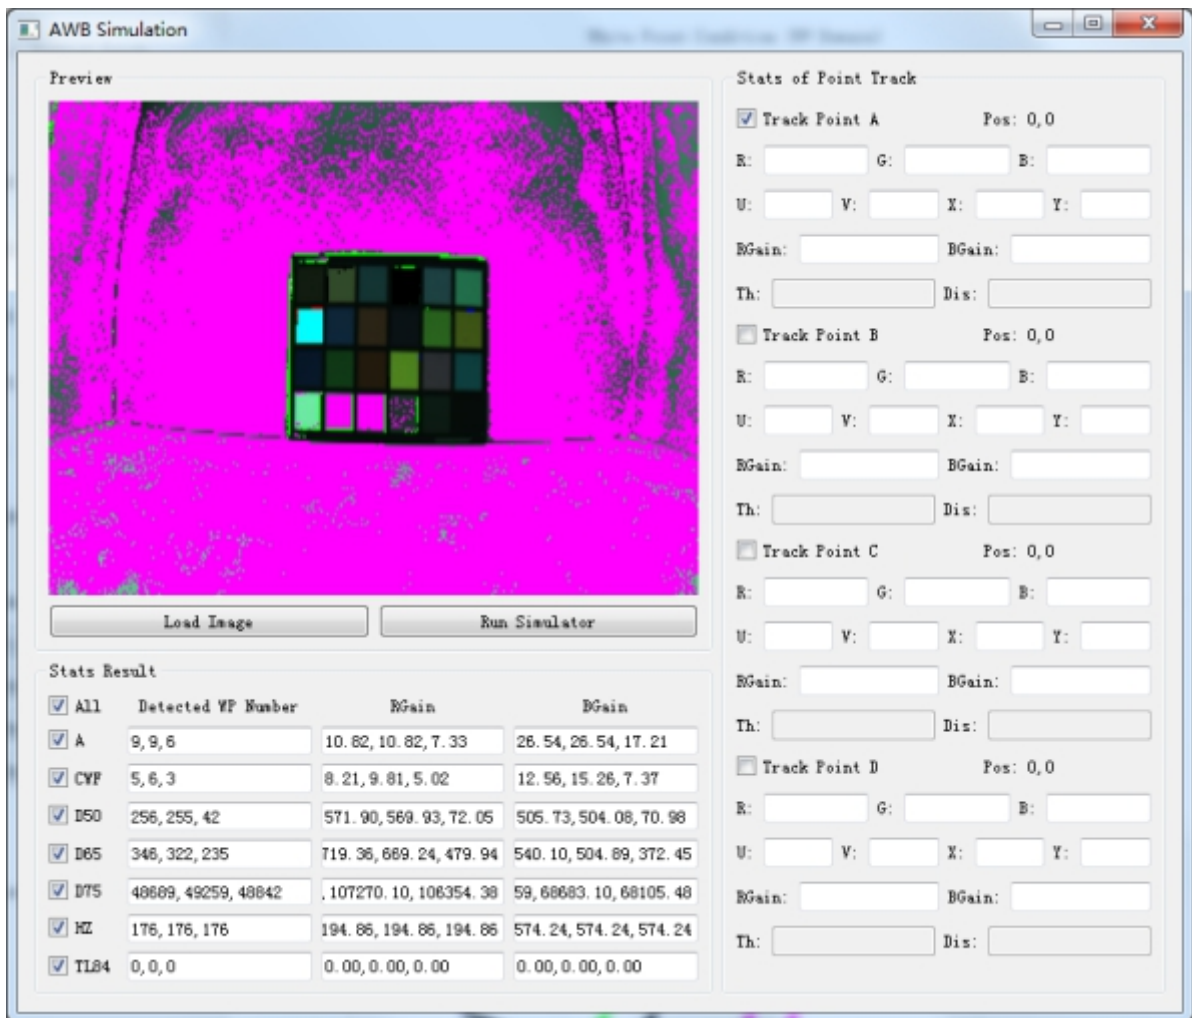 AWB Simulation
Preview
Load Image
Run Simulator
Stats Result
All
Detected WP Number
RGain
BGain
A
9, 9, 6
10.82, 10.82, 7.33
26.54, 26.54, 17.21
CWF
5, 6, 3
8.21, 9.81, 5.02
12.56, 15.26, 7.37
D50
256, 255, 42
571.90, 569.93, 72.05
505.73, 504.08, 70.98
D65
346, 322, 235
719.36, 669.24, 479.94
540.10, 504.89, 372.45
D75
48689, 49259, 48842
, 107270.10, 106354.38
59, 68683.10, 68105.48
HZ
176, 176, 176
194.86, 194.86, 194.86
574.24, 574.24, 574.24
TL84
0, 0, 0
0.00, 0.00, 0.00
0.00, 0.00, 0.00
Stats of Point Track
Track Point A
Pos: 0,0
R:
G:
B:
U:
V:
X:
Y:
RGain:
BGain:
Th:
Dis:
Track Point B
Pos: 0,0
R:
G:
B:
U:
V:
X:
Y:
RGain:
BGain:
Th:
Dis:
Track Point C
Pos: 0,0
R:
G:
B:
U:
V:
X:
Y:
RGain:
BGain:
Th:
Dis:
Track Point D
Pos: 0,0
R:
G:
B:
U:
V:
X:
Y:
RGain:
BGain:
Th:
Dis: